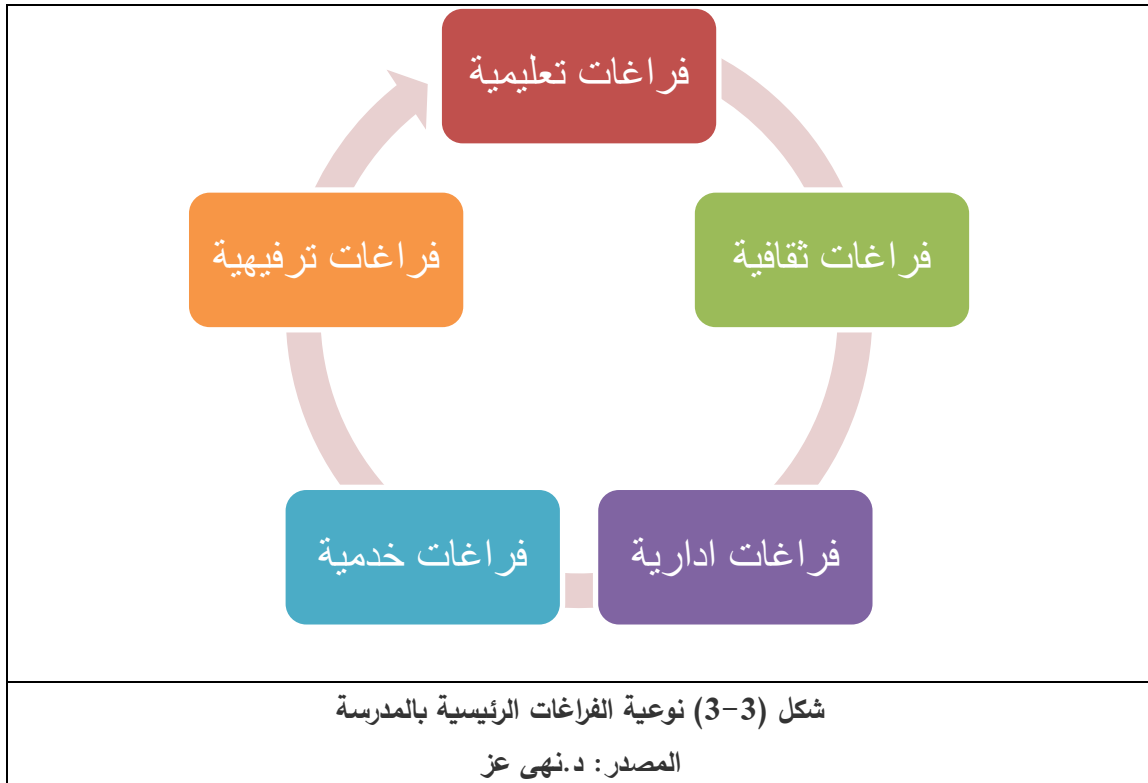 فراغات تعليمية
فراغات ثقافية
فراغات ادارية
فراغات خدمية
فراغات ترفيهية
شكل (3-3) نوعية الفراغات الرئيسية بالمدرسة
المصدر: د.نهى عز